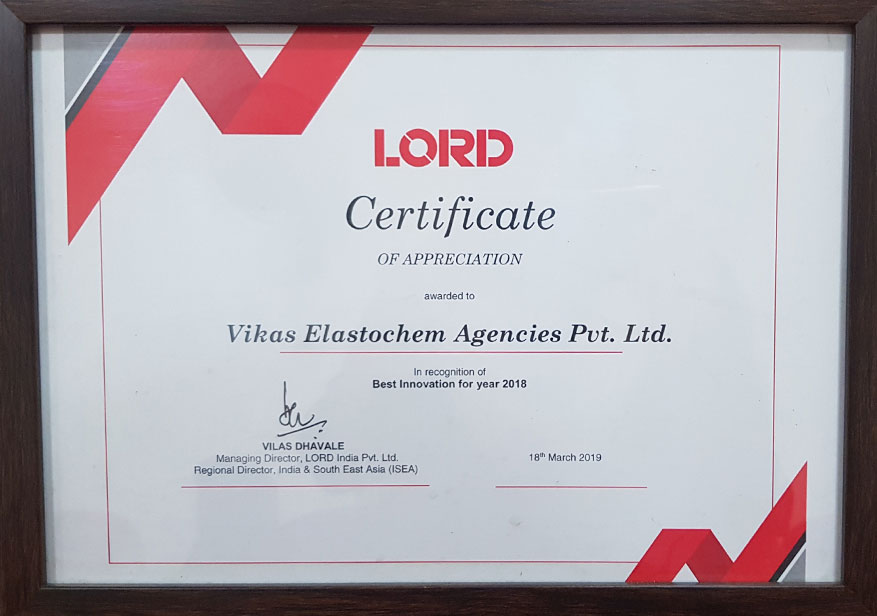 LORD
Certificate
OF APPRECIATION
awarded to
Vikas Elastochem Agencies Pvt. Ltd.
In recognition of
Best Innovation for year 2018
VILAS DHAVALE
Managing Director, LORD India Pvt. Ltd.
Regional Director, India & South East Asia (ISEA)
18th March 2019